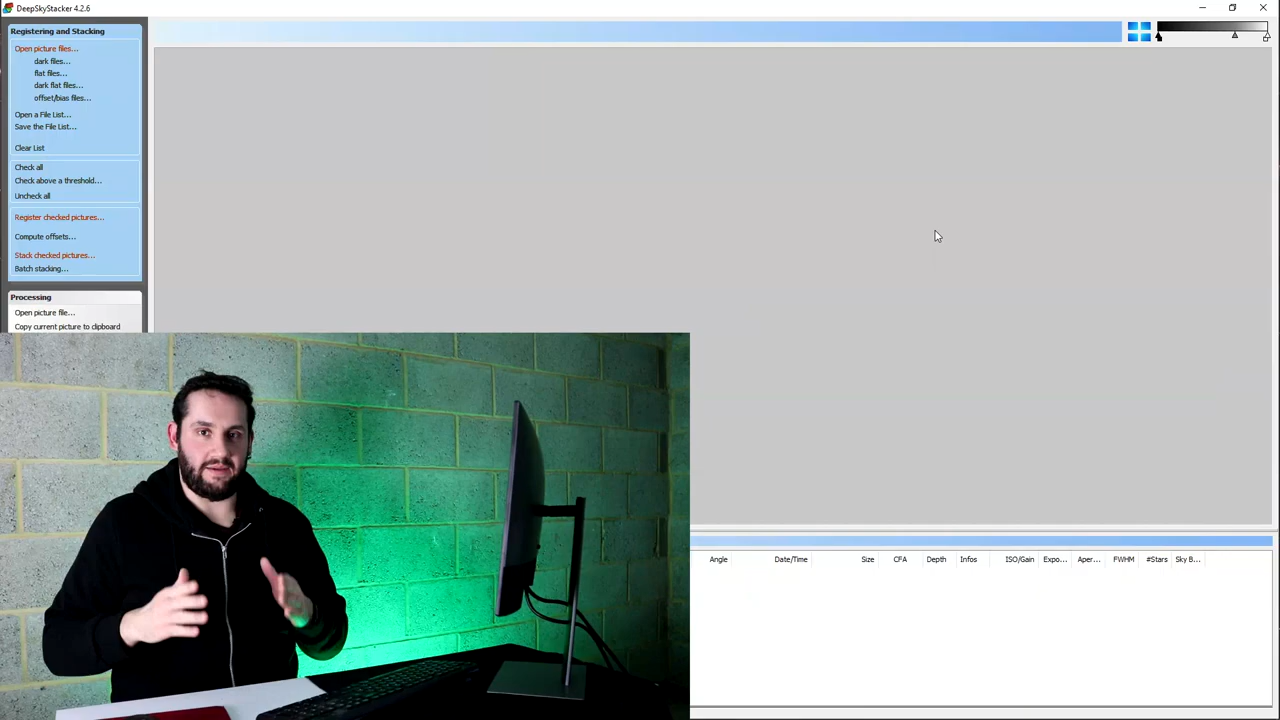 DeepSkyStacker 4.2.6
Registering and Stacking
Open picture files...
dark files...
flat files...
dark flat files...
offset/bias files...
Open a File List...
Save the File List...
Clear List
Check all
Check above a threshold...
Uncheck all
Register checked pictures...
Compute offsets...
Stack checked pictures...
Batch stacking...
Processing
Open picture file...
Copy current picture to clipboard
Angle Date/Time Size CFA Depth Infos ISO/Gain Expo... Aper... FWHM #Stars Sky B...